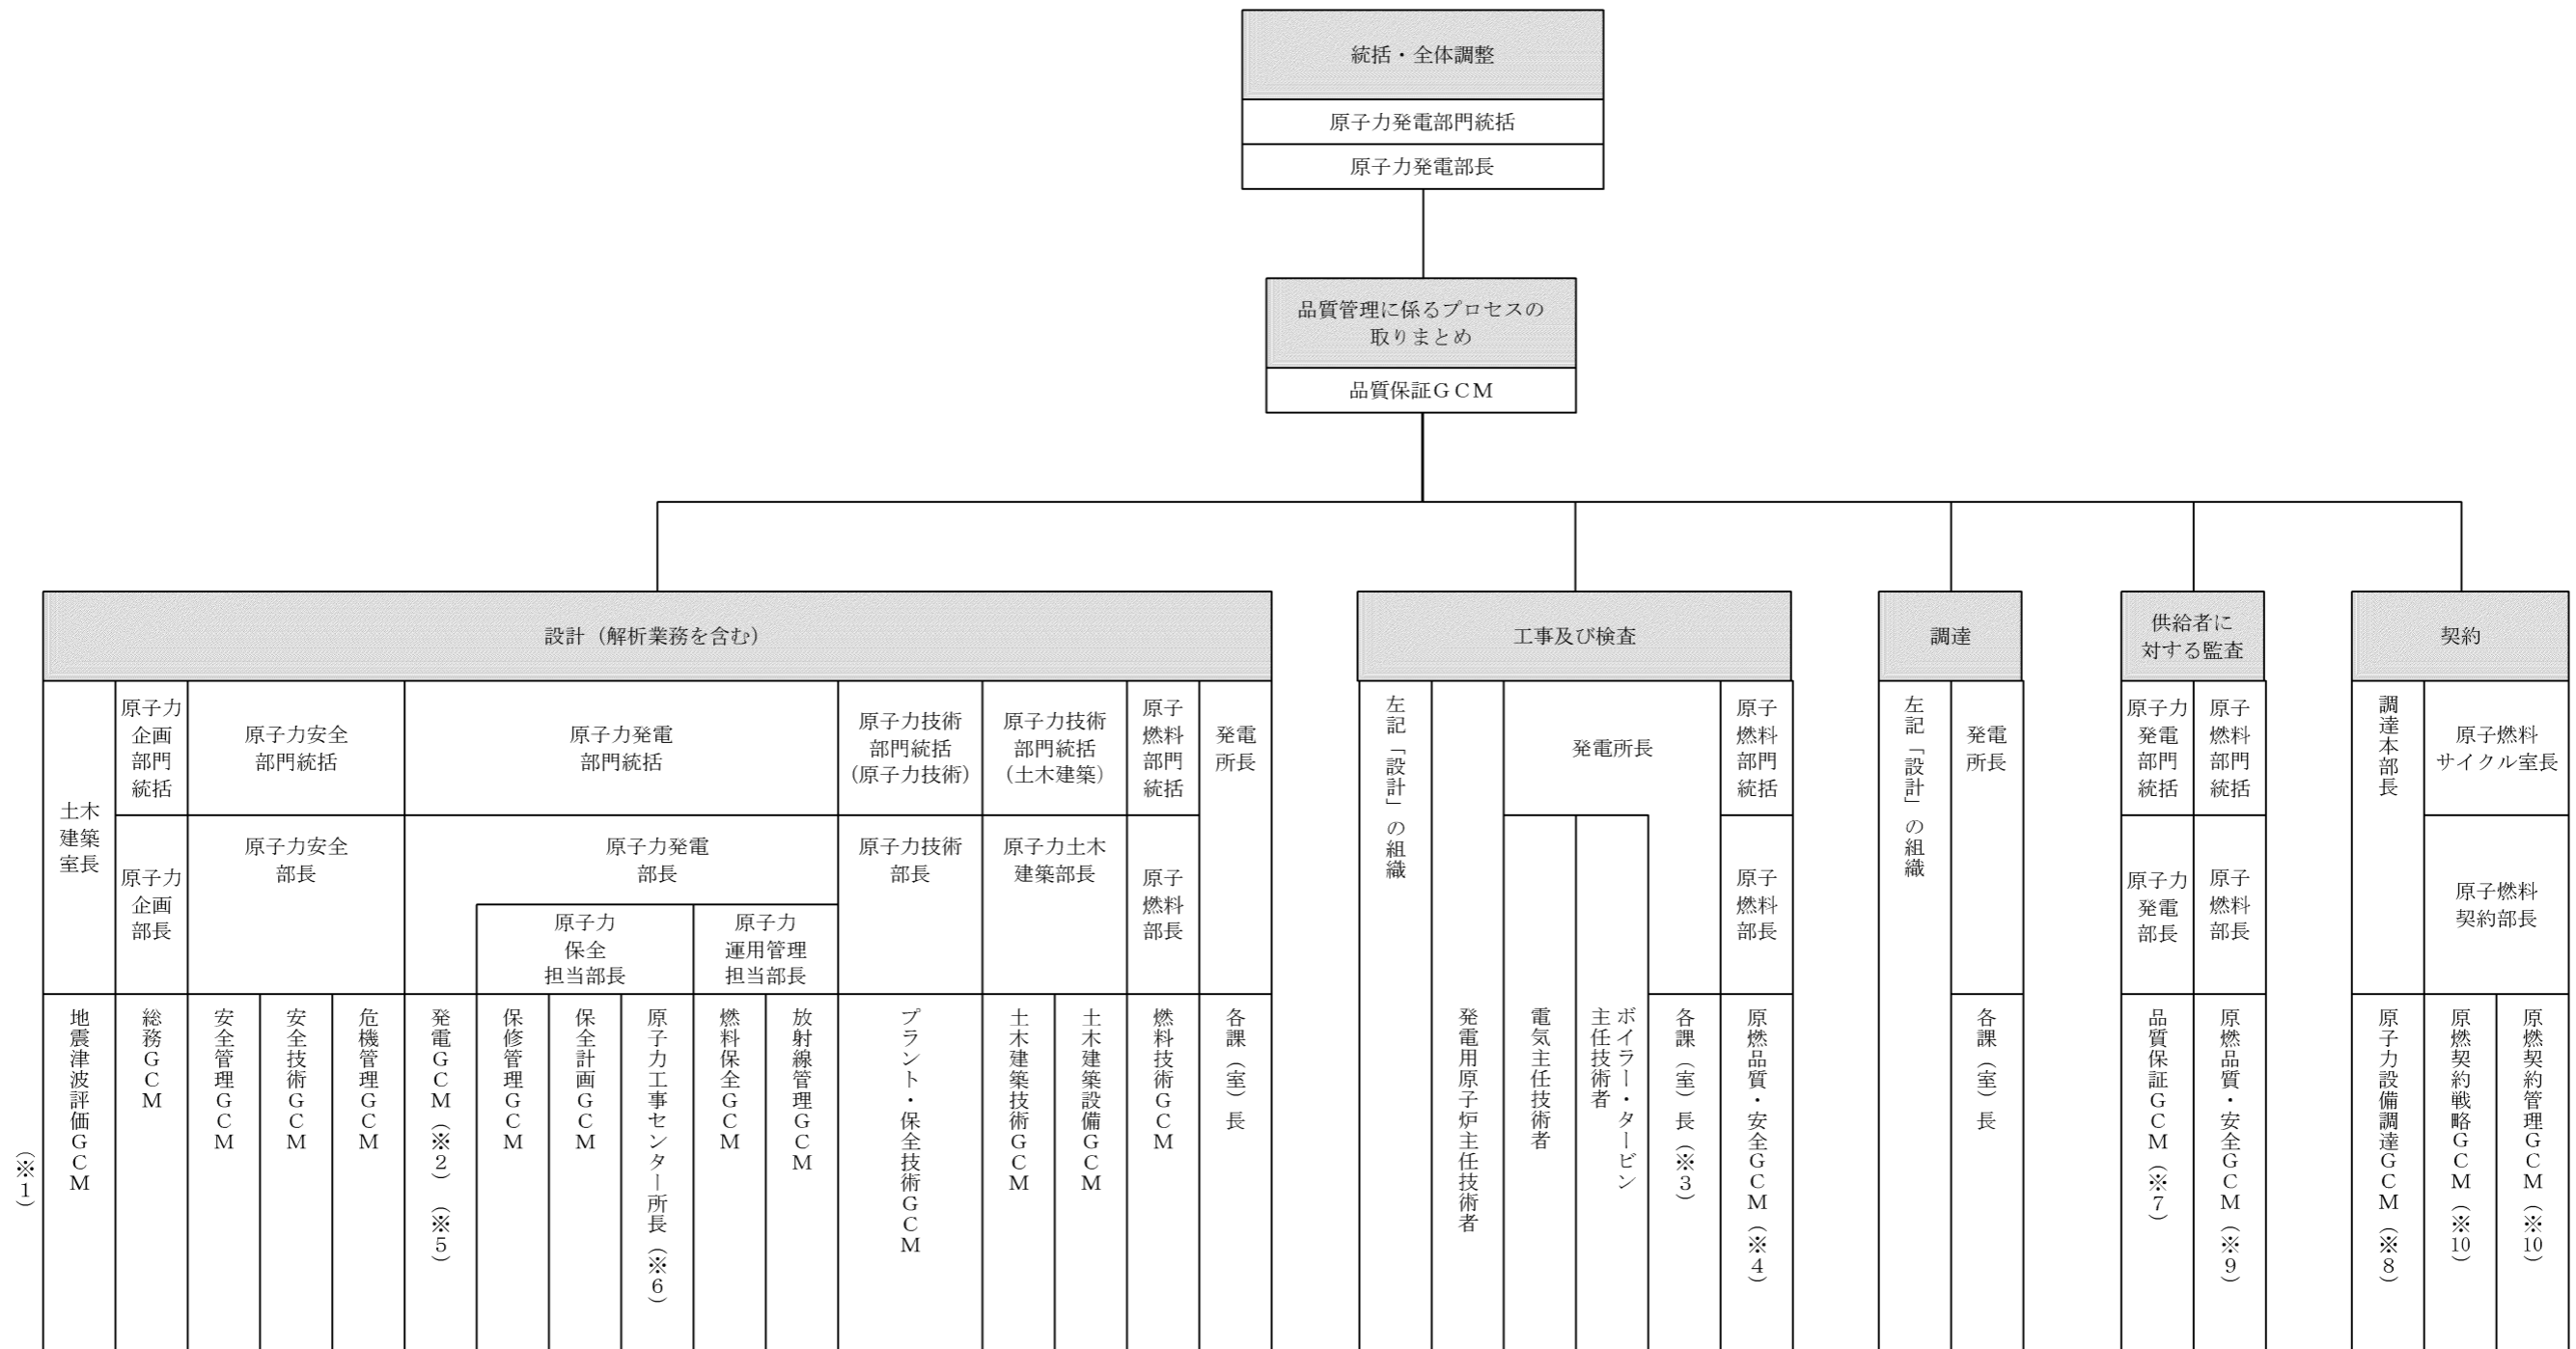 統括・全体調整
原子力発電部門統括
原子力発電部長
品質管理に係るプロセスの
取りまとめ
品質保証ＧＣＭ
設計（解析業務を含む）
土木
建築
室長
原子力
企画
部門
統括
原子力安全
部門統括
原子力発電
部門統括
原子力技術
部門統括
（原子力技術）
原子力技術
部門統括
（土木建築）
原子
燃料
部門
統括
発電
所長
原子力
企画
部長
原子力安全
部長
原子力発電
部長
原子力
保全
担当部長
原子力
運用管理
担当部長
原子力技術
部長
原子力土木
建築部長
原子
燃料
部長
地震津波評価ＧＣＭ
（※１）
総務ＧＣＭ
安全管理ＧＣＭ
安全技術ＧＣＭ
危機管理ＧＣＭ
発電ＧＣＭ（※２）（※５）
保修管理ＧＣＭ
保全計画ＧＣＭ
原子力工事センター所長（※６）
燃料保全ＧＣＭ
放射線管理ＧＣＭ
プラント・保全技術ＧＣＭ
土木建築技術ＧＣＭ
土木建築設備ＧＣＭ
燃料技術ＧＣＭ
各課（室）長
工事及び検査
左記「設計」の組織
発電用原子炉主任技術者
発電所長
電気主任技術者
ボイラー・タービン
主任技術者
各課（室）長（※３）
原子
燃料
部門
統括
原子
燃料
部長
原燃品質・安全ＧＣＭ（※４）
調達
左記「設計」の組織
発電
所長
各課（室）長
供給者に
対する監査
原子力
発電
部門
統括
原子力
発電
部長
品質保証ＧＣＭ（※７）
原子
燃料
部門
統括
原子
燃料
部長
原燃品質・安全ＧＣＭ（※９）
契約
調達本部長
原子力設備調達ＧＣＭ（※８）
原子燃料
サイクル室長
原子燃料
契約部長
原燃契約戦略ＧＣＭ（※10）
原燃契約管理ＧＣＭ（※10）